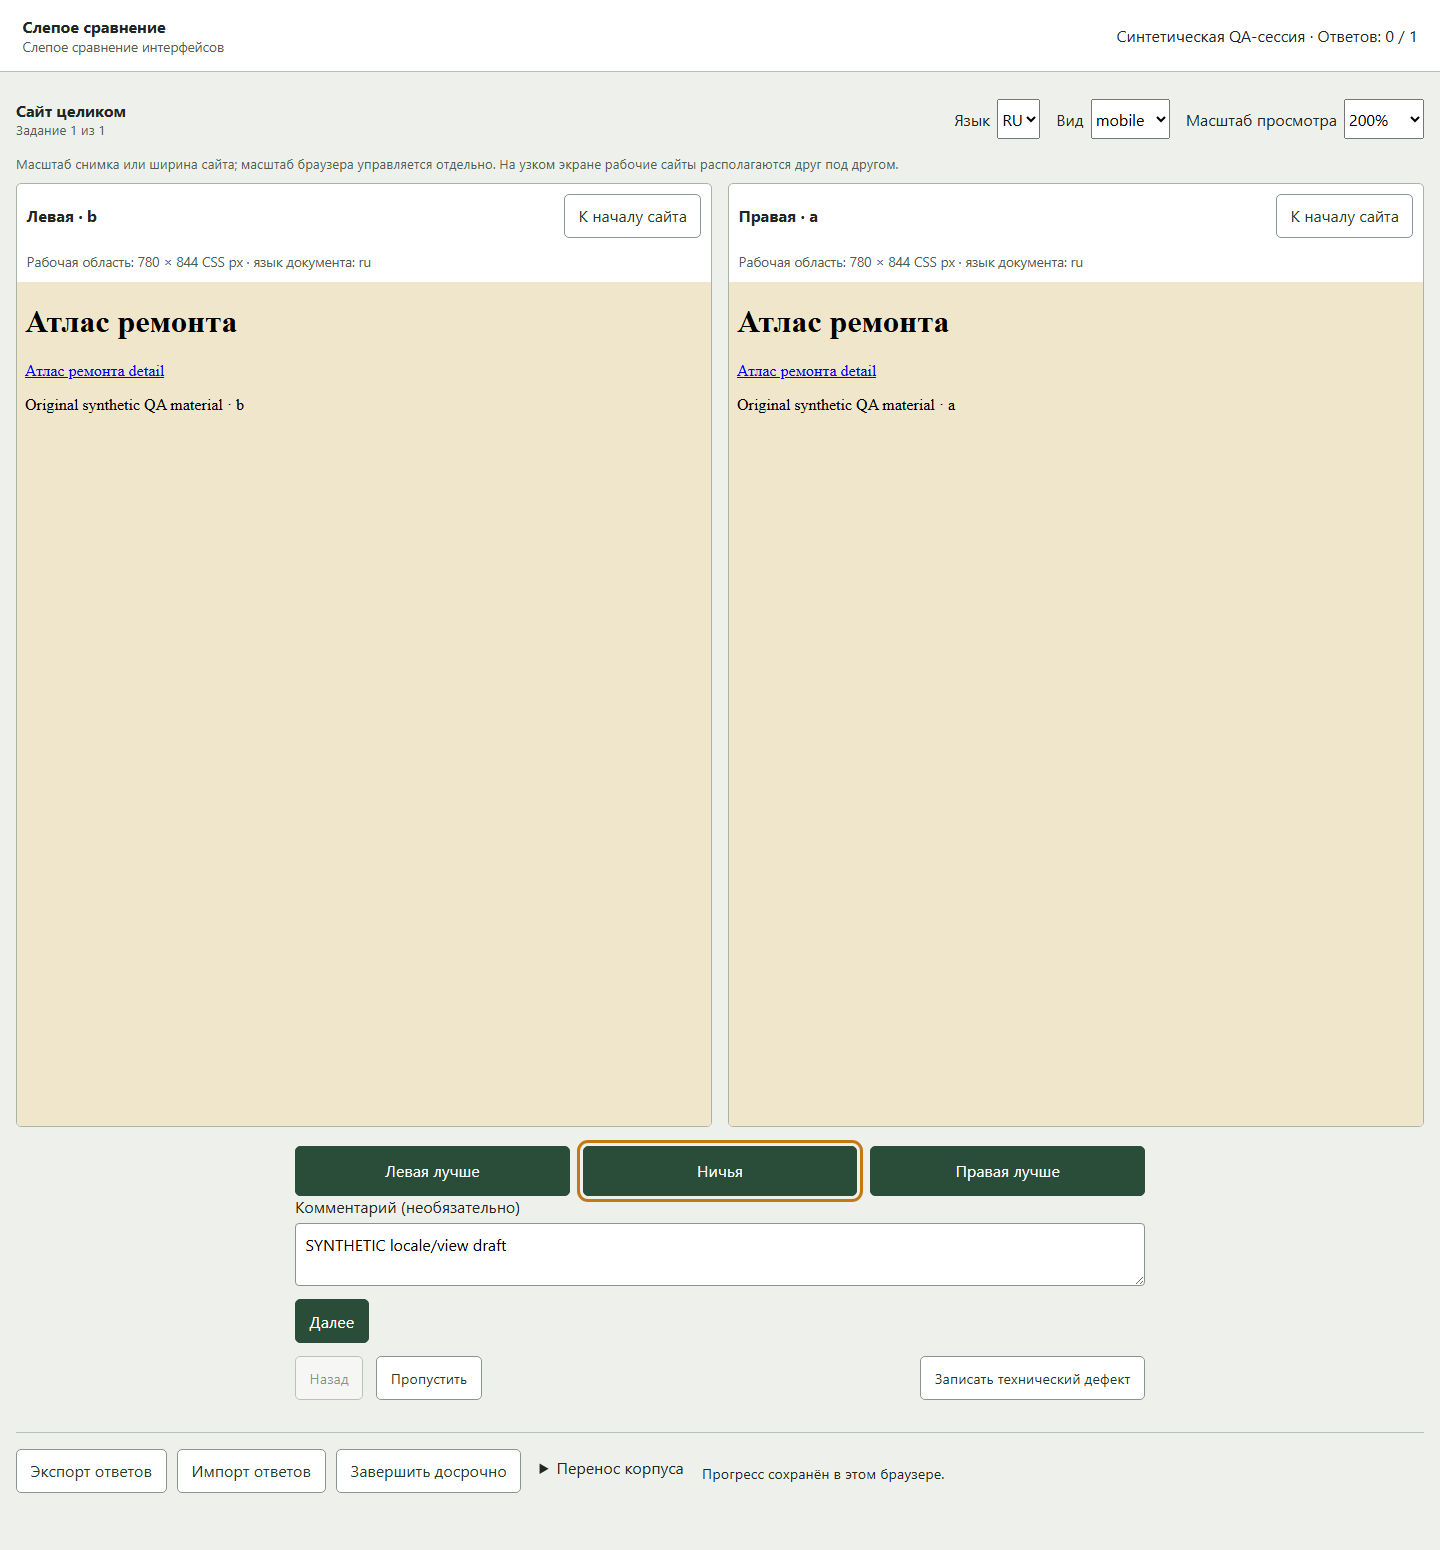 Слепое сравнение
Слепое сравнение интерфейсов
Синтетическая QA-сессия · Ответов: 0 / 1
Сайт целиком
Задание 1 из 1
Язык RU Вид mobile Масштаб просмотра 200%
Масштаб снимка или ширина сайта; масштаб браузера управляется отдельно. На узком экране рабочие сайты располагаются друг под другом.
Левая · b
К началу сайта
Рабочая область: 780 × 844 CSS px · язык документа: ru
Атлас ремонта
Атлас ремонта detail
Original synthetic QA material · b
Правая · a
К началу сайта
Рабочая область: 780 × 844 CSS px · язык документа: ru
Атлас ремонта
Атлас ремонта detail
Original synthetic QA material · a
Левая лучше
Ничья
Правая лучше
Комментарий (необязательно)
SYNTHETIC locale/view draft
Далее
Назад
Пропустить
Записать технический дефект
Экспорт ответов
Импорт ответов
Завершить досрочно
Перенос корпуса
Прогресс сохранён в этом браузере.